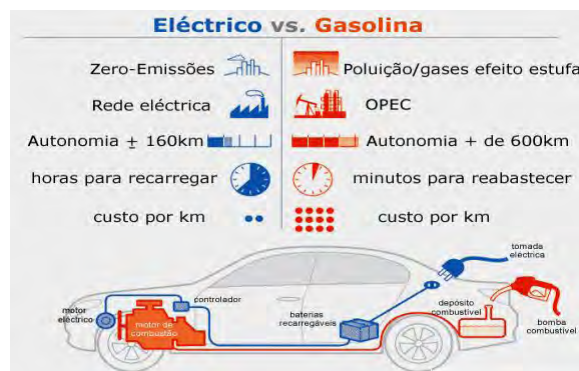 Eléctrico vs. Gasolina
Zero-Emissões
Poluição/gases efeito estufa
Rede eléctrica
OPEC
Autonomia ± 160km
Autonomia + de 600km
horas para recarregar
minutos para reabastecer
custo por km
custo por km
tomada
eléctrica
motor
eléctrico
controlador
motor de
combustão
baterias
recarregáveis
depósito
combustível
bomba
combustível